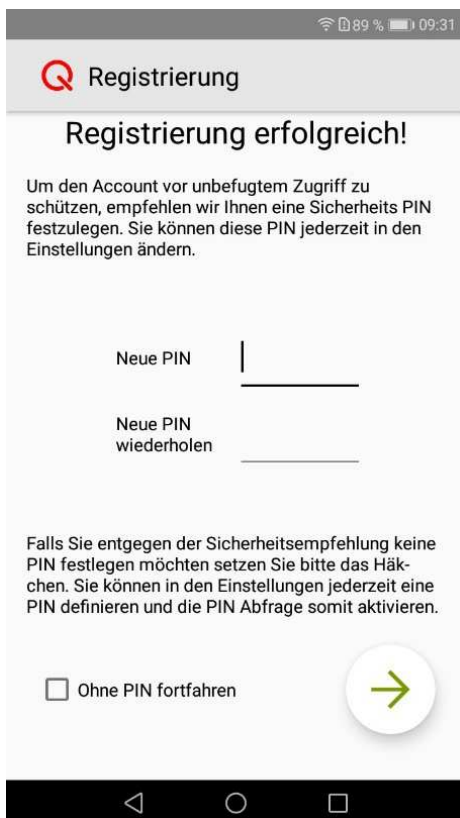 89 % 09:31
Registrierung
Registrierung erfolgreich!
Um den Account vor unbefugtem Zugriff zu
schützen, empfehlen wir Ihnen eine Sicherheits PIN
festzulegen. Sie können diese PIN jederzeit in den
Einstellungen ändern.
Neue PIN
Neue PIN
wiederholen
Falls Sie entgegen der Sicherheitsempfehlung keine
PIN festlegen möchten setzen Sie bitte das Häk-
chen. Sie können in den Einstellungen jederzeit eine
PIN definieren und die PIN Abfrage somit aktivieren.
Ohne PIN fortfahren